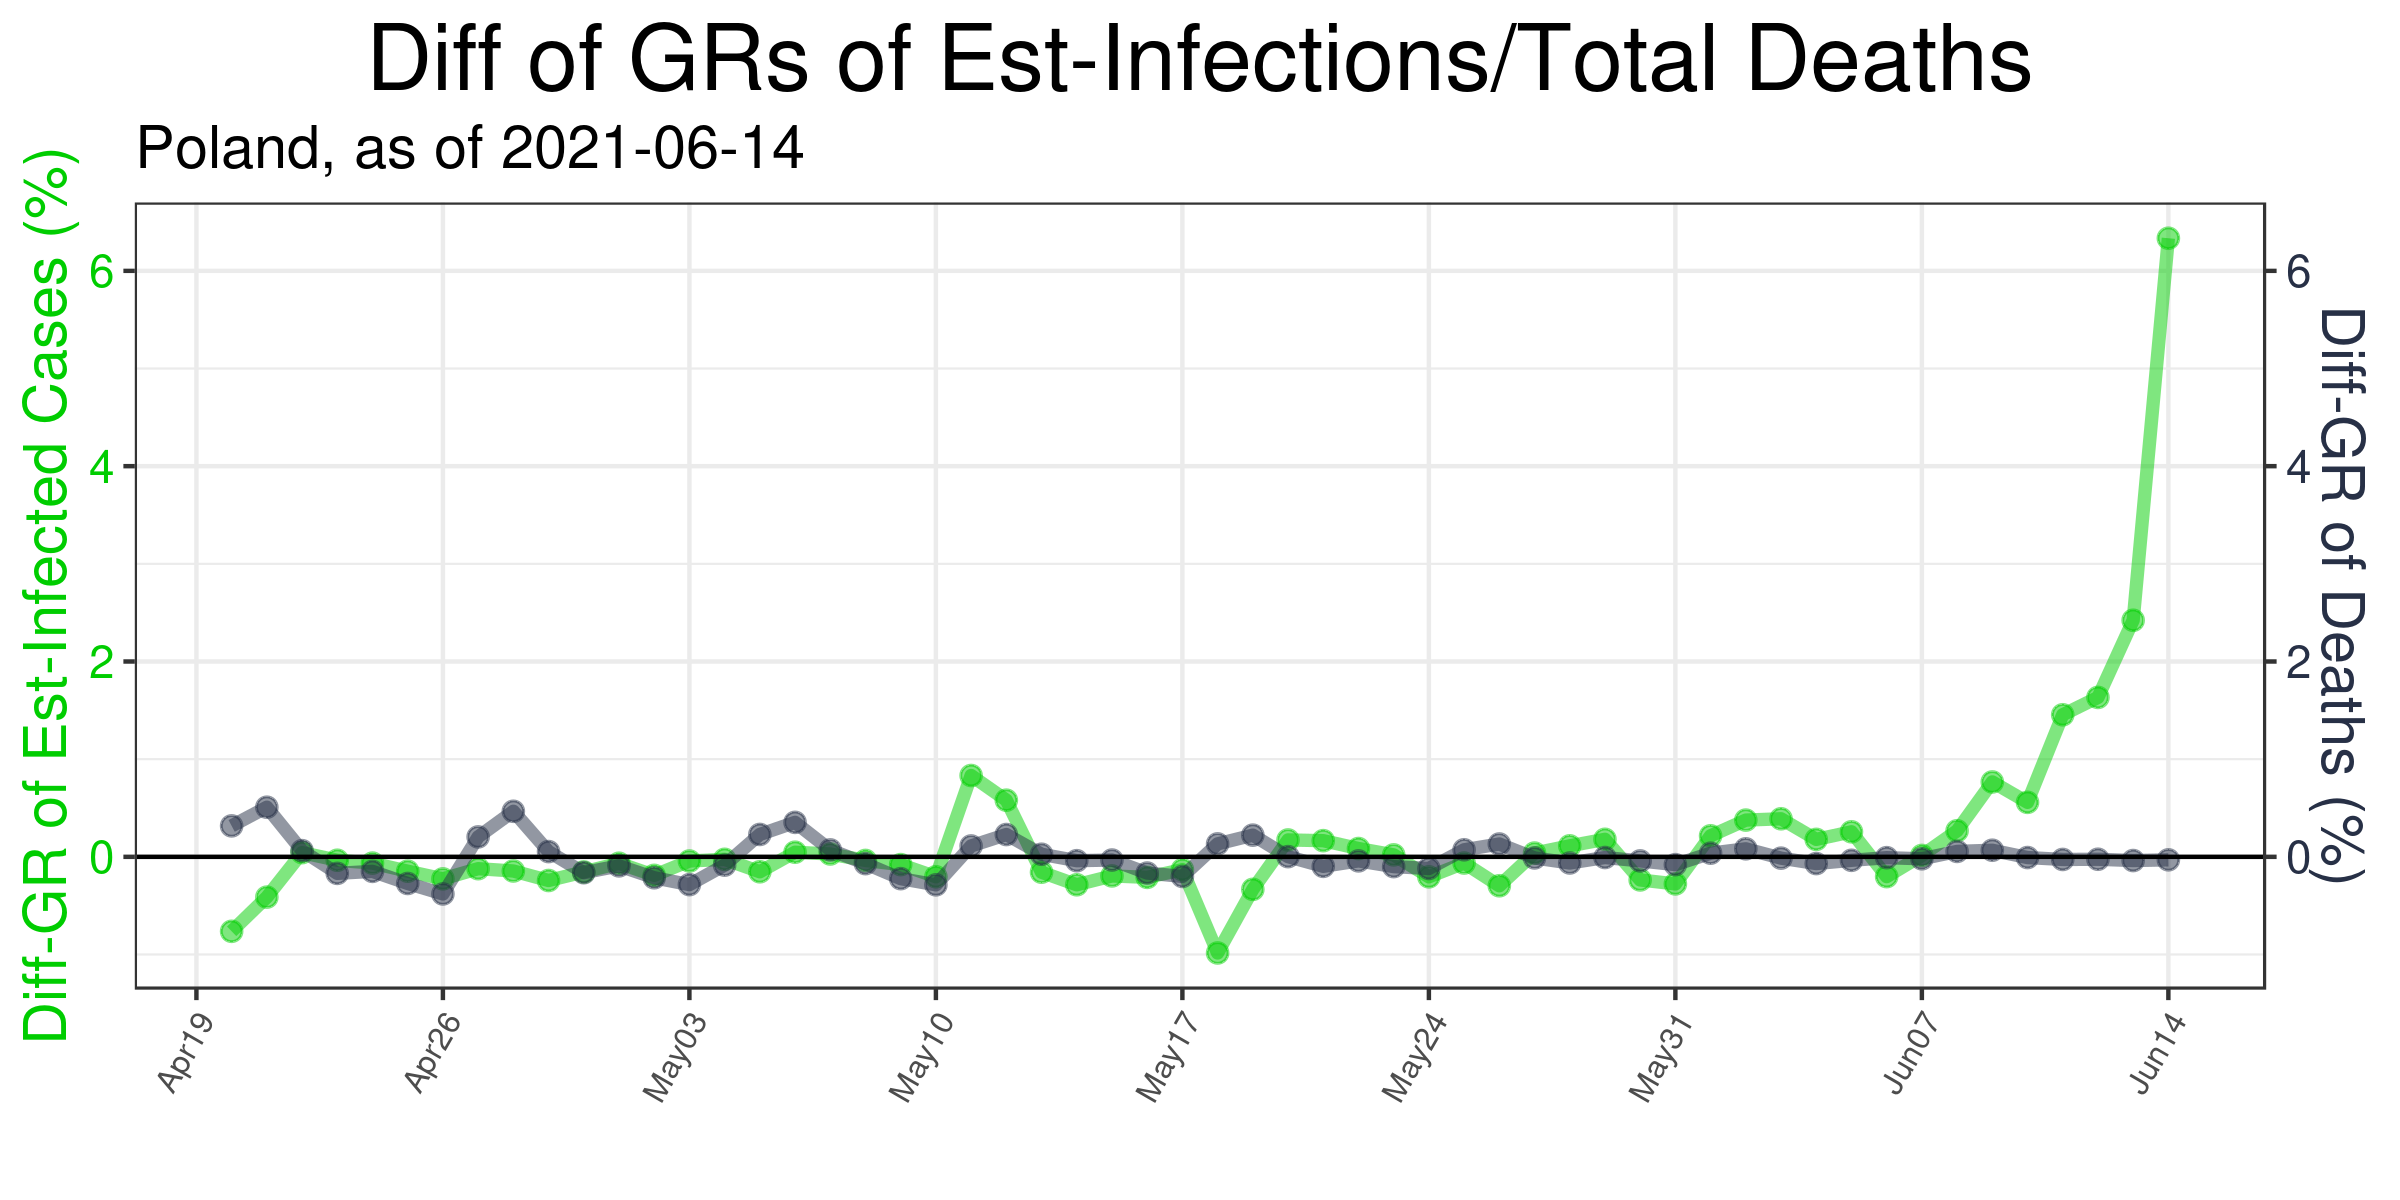 Diff of GRs of Est-Infections/Total Deaths
Poland, as of 2021-06-14
Diff-GR of Est-Infected Cases (%)
6
4
2
0
6
4
2
0
Diff-GR of Deaths (%)
Apr19
Apr26
May03
May10
May17
May24
May31
Jun07
Jun14